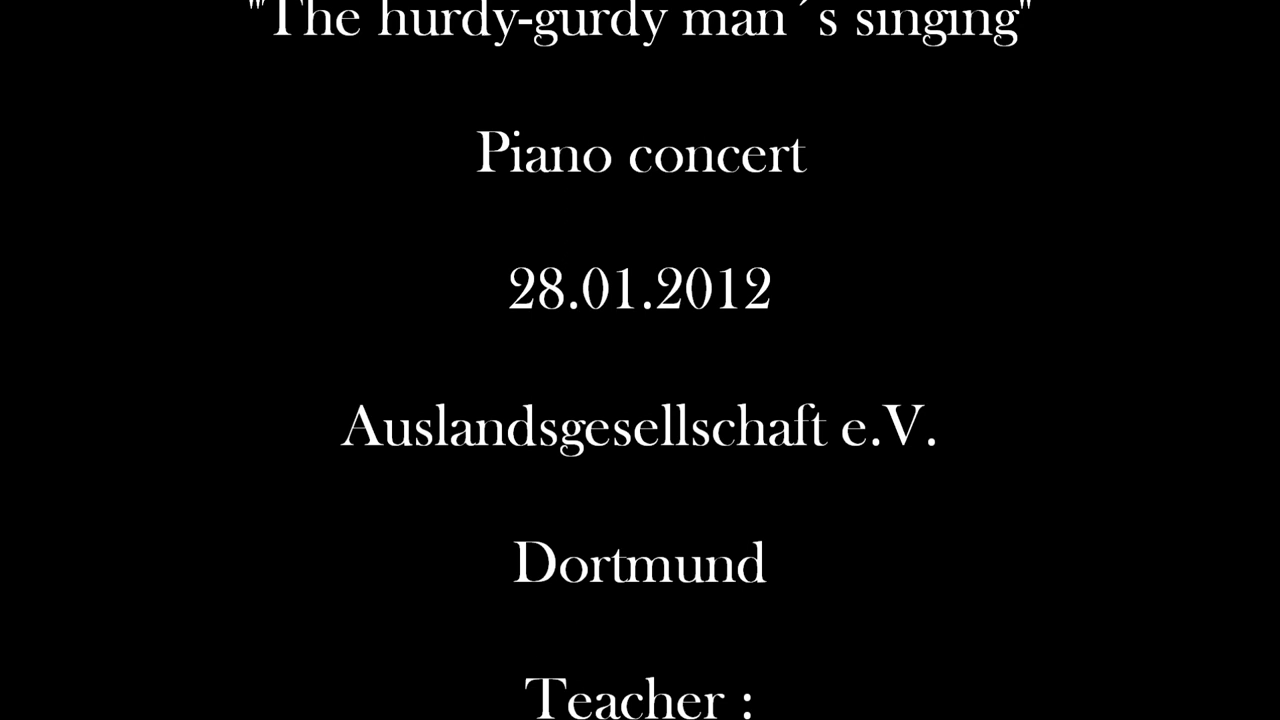 "The hurdy-gurdy man´s singing"
Piano concert
28.01.2012
Auslandsgesellschaft e.V.
Dortmund
Teacher :